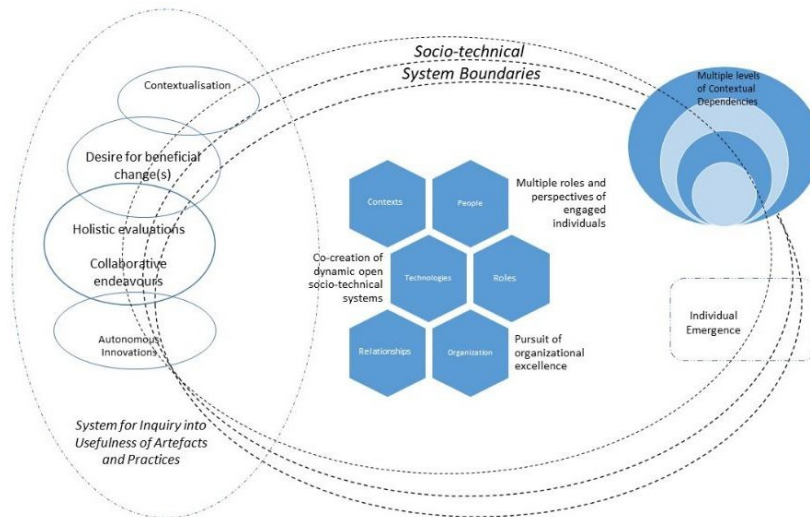 Socio-technical
System Boundaries
Contextualisation
Desire for beneficial
change(s)
Holistic evaluations
Collaborative
endeavours
Autonomous
Innovations
System for Inquiry into
Usefulness of Artefacts
and Practices
Contexts
People
Multiple roles and
perspectives of
engaged
individuals
Co-creation of
dynamic open
socio-technical
systems
Technologies
Roles
Relationships
Organization
Pursuit of
organizational
excellence
Multiple levels
of Contextual
Dependencies
Individual
Emergence